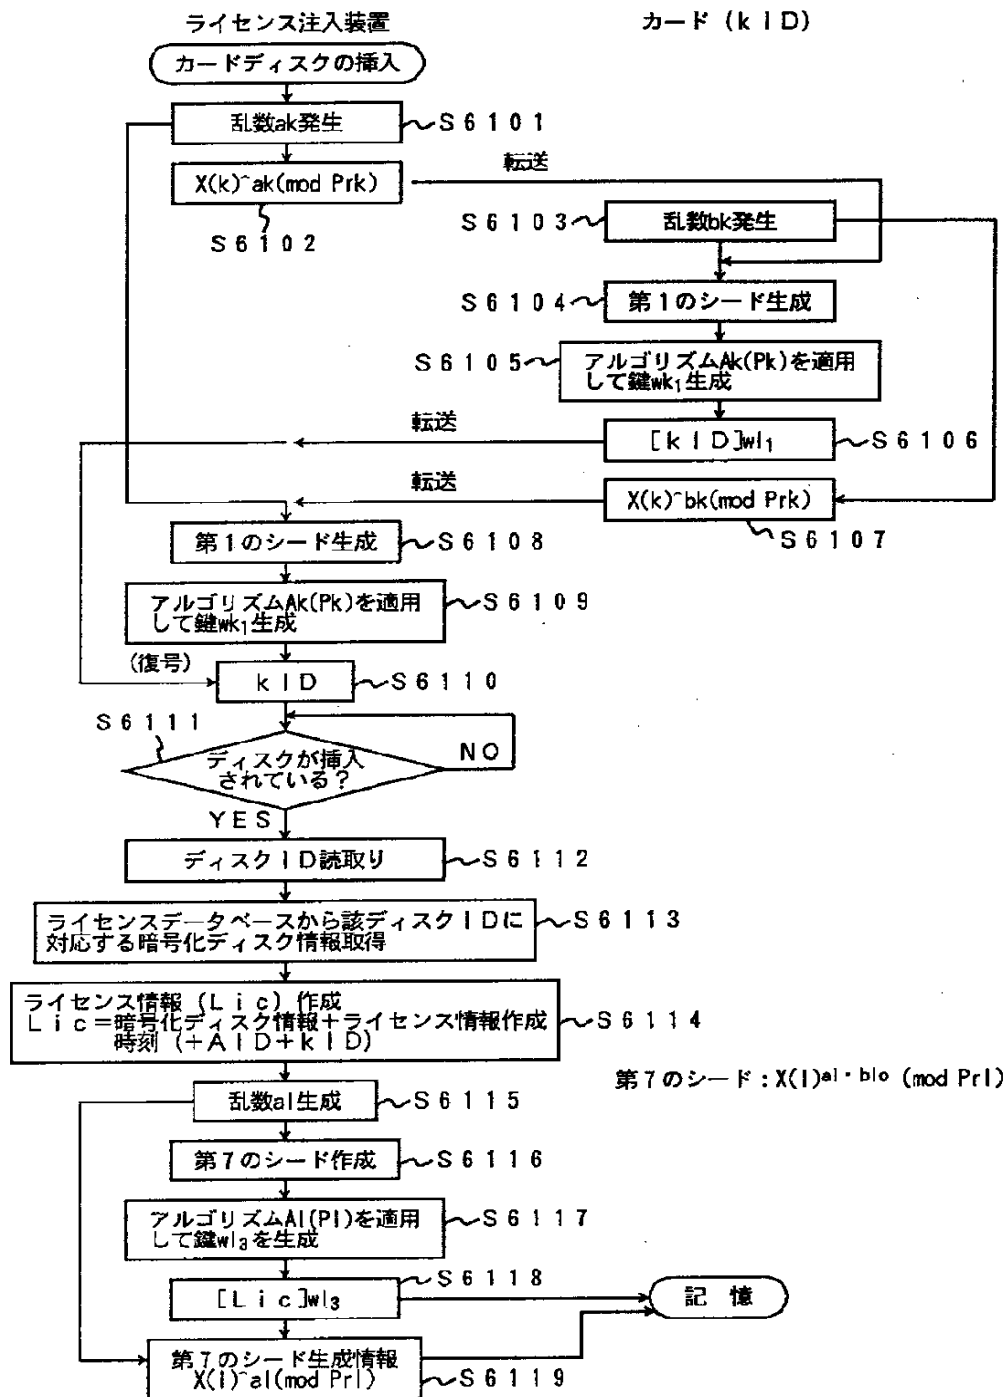 ライセンス注入装置
カード (kID)
カードディスクの挿入
乱数ak発生
S6101
転送
X(k)^ak(mod Prk)
S6102
S6103
乱数bk発生
S6104
第1のシード生成
S6105
アルゴリズムAk(Pk)を適用
して鍵wk₁生成
転送
[kID]wl₁
S6106
転送
X(k)^bk(mod Prk)
S6107
第1のシード生成
S6108
アルゴリズムAk(Pk)を適用
して鍵wk₁生成
S6109
(復号)
kID
S6110
S6111
ディスクが挿入
されている?
NO
YES
ディスクID読取り
S6112
ライセンスデータベースから該ディスクIDに
対応する暗号化ディスク情報取得
S6113
ライセンス情報 (Lic) 作成
Lic=暗号化ディスク情報+ライセンス情報作成
時刻 (+AID+kID)
S6114
第7のシード:X(l)^al・blo (mod Prl)
乱数al生成
S6115
第7のシード作成
S6116
アルゴリズムAl(Pl)を適用
して鍵wl₃を生成
S6117
[Lic]wl₃
S6118
記憶
第7のシード生成情報
X(l)^al(mod Prl)
S6119